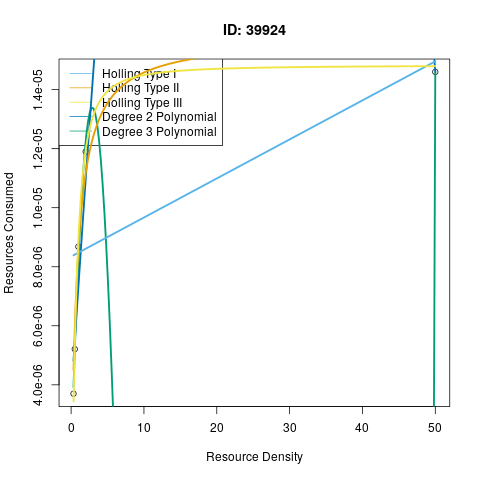 ID: 39924
Holling Type I
Holling Type II
Holling Type III
Degree 2 Polynomial
Degree 3 Polynomial
Resources Consumed
1.4e-05
1.2e-05
1.0e-05
8.0e-06
6.0e-06
4.0e-06
0 10 20 30 40 50
Resource Density